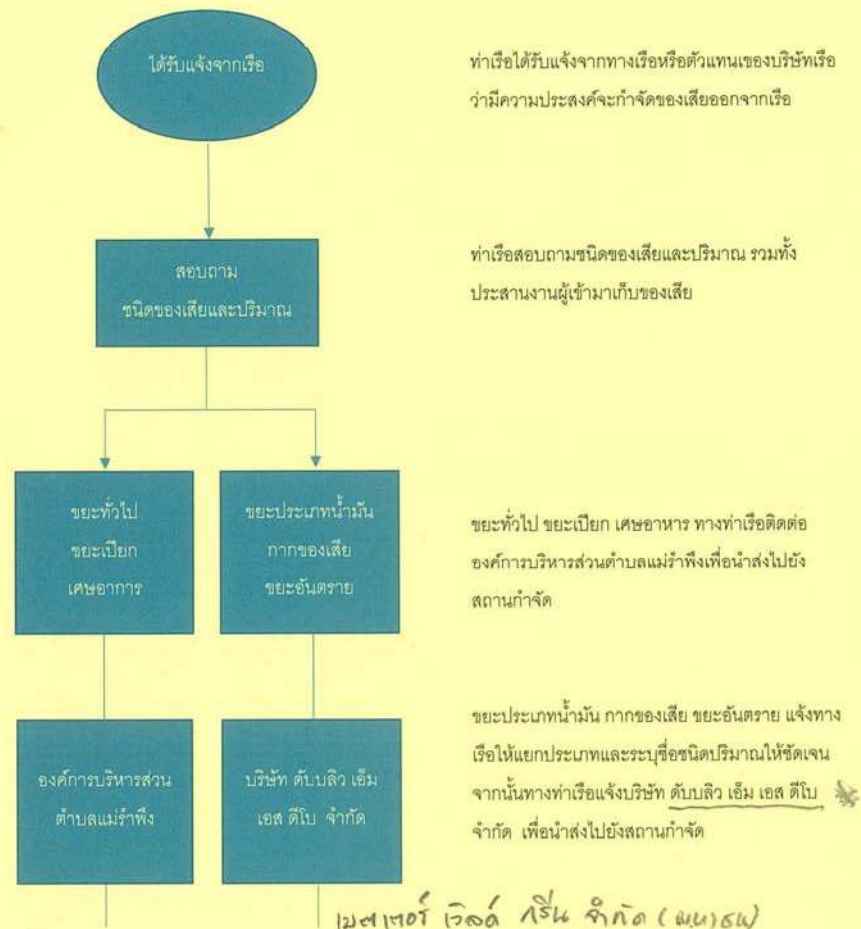 ได้รับแจ้งจากเรือ
ท่าเรือได้รับแจ้งจากทางเรือหรือตัวแทนเของบริษัทเรือ
ว่ามีความประสงค์จะกำจัดของเสียออกจากเรือ
สอบถาม
ชนิดของเสียและปริมาณ
ท่าเรือสอบถามชนิดของเสียและปริมาณ รวมทั้ง
ประสานงานผู้เข้ามาเก็บของเสีย
ขยะทั่วไป
ขยะเปียก
เศษอาการ
ขยะประเภทน้ำมัน
กากของเสีย
ขยะอันตราย
ขยะทั่วไป ขยะเปียก เศษอาหาร ทางท่าเรือติดต่อ
องค์การบริหารส่วนตำบลแม่รำพึงเพื่อนำส่งไปยัง
สถานกำจัด
องค์การบริหารส่วน
ตำบลแม่รำพึง
บริษัท ดับบลิว เอ็ม
เอส ดีโบ จำกัด
ขยะประเภทน้ำมัน กากของเสีย ขยะอันตราย แจ้งทาง
เรือให้แยกประเภทและระบุชื่อชนิดปริมาณให้ชัดเจน
จากนั้นทางท่าเรือแจ้งบริษัท ดับบลิว เอ็ม เอส ดีโบ
จำกัด เพื่อนำส่งไปยังสถานกำจัด
เบตเตอร์ เวิลด์ กรีน จำกัด (มหาชน)